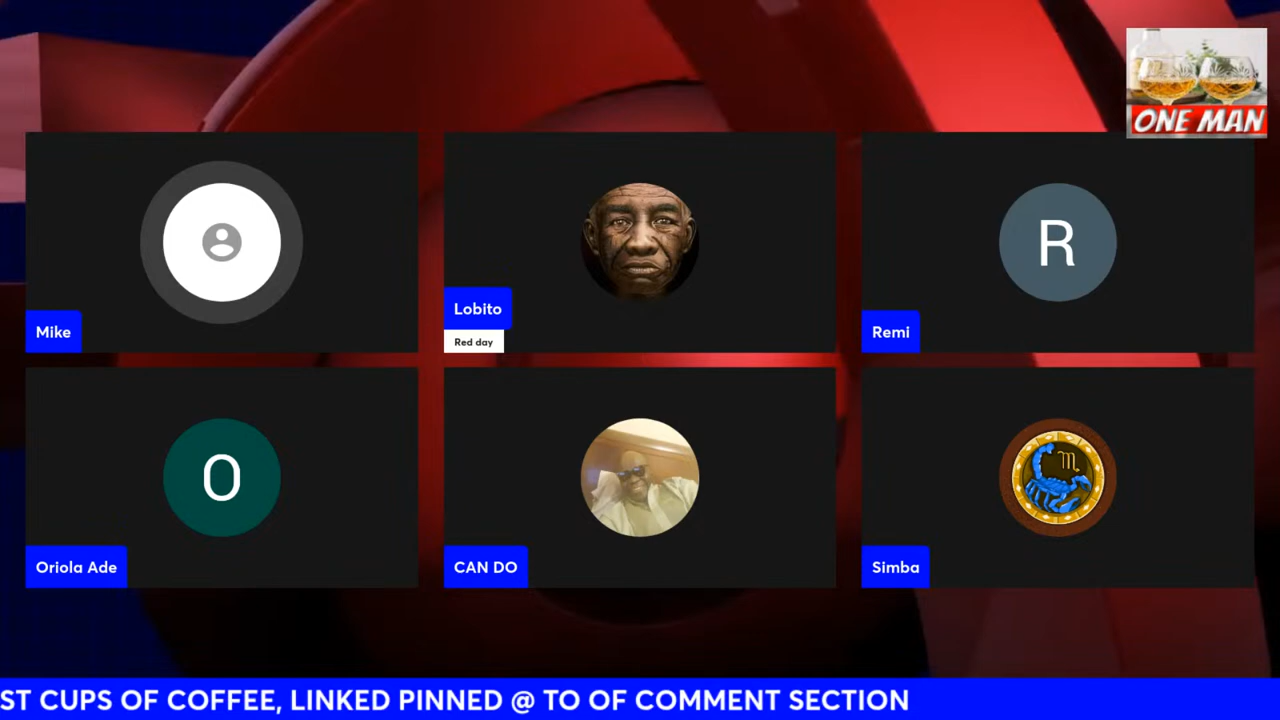 ONE MAN
Mike
Lobito
Red day
R
Remi
O
Oriola Ade
CAN DO
Simba
ST CUPS OF COFFEE, LINKED PINNED @ TO OF COMMENT SECTION